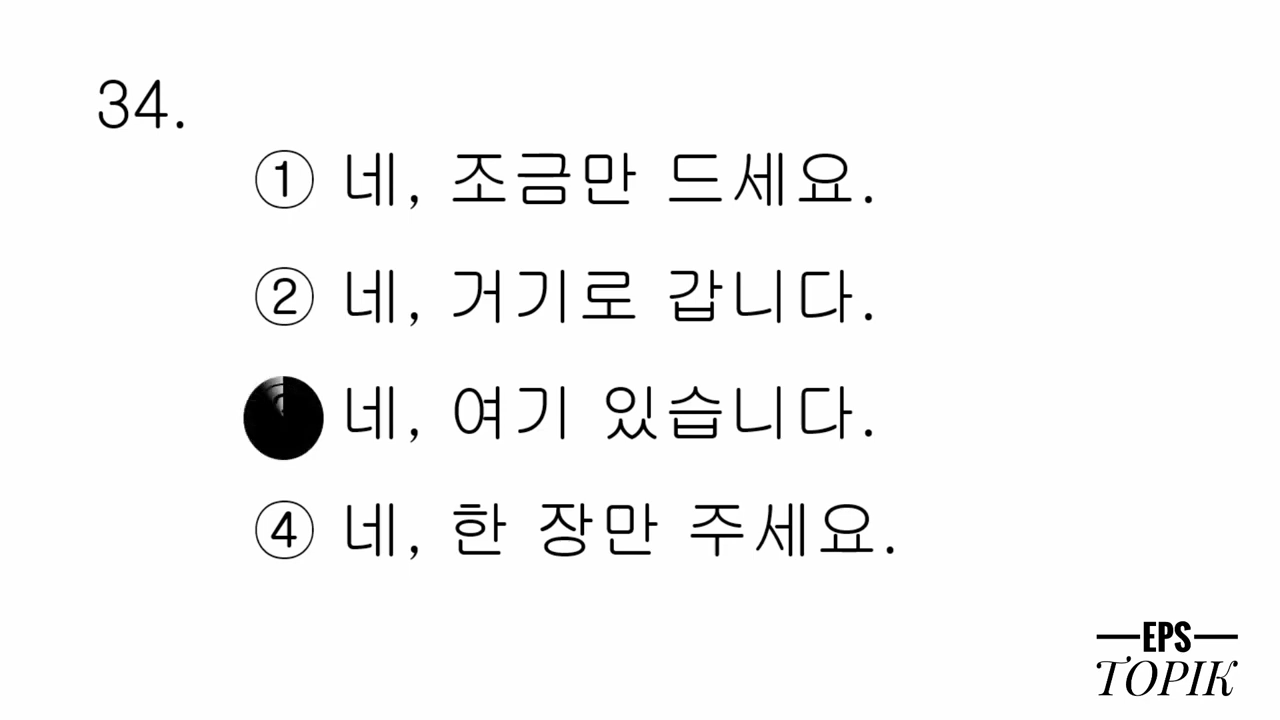 34.
① 네, 조금만 드세요.
② 네, 거기로 갑니다.
네, 여기 있습니다.
④ 네, 한 장만 주세요.
EPS
TOPIK